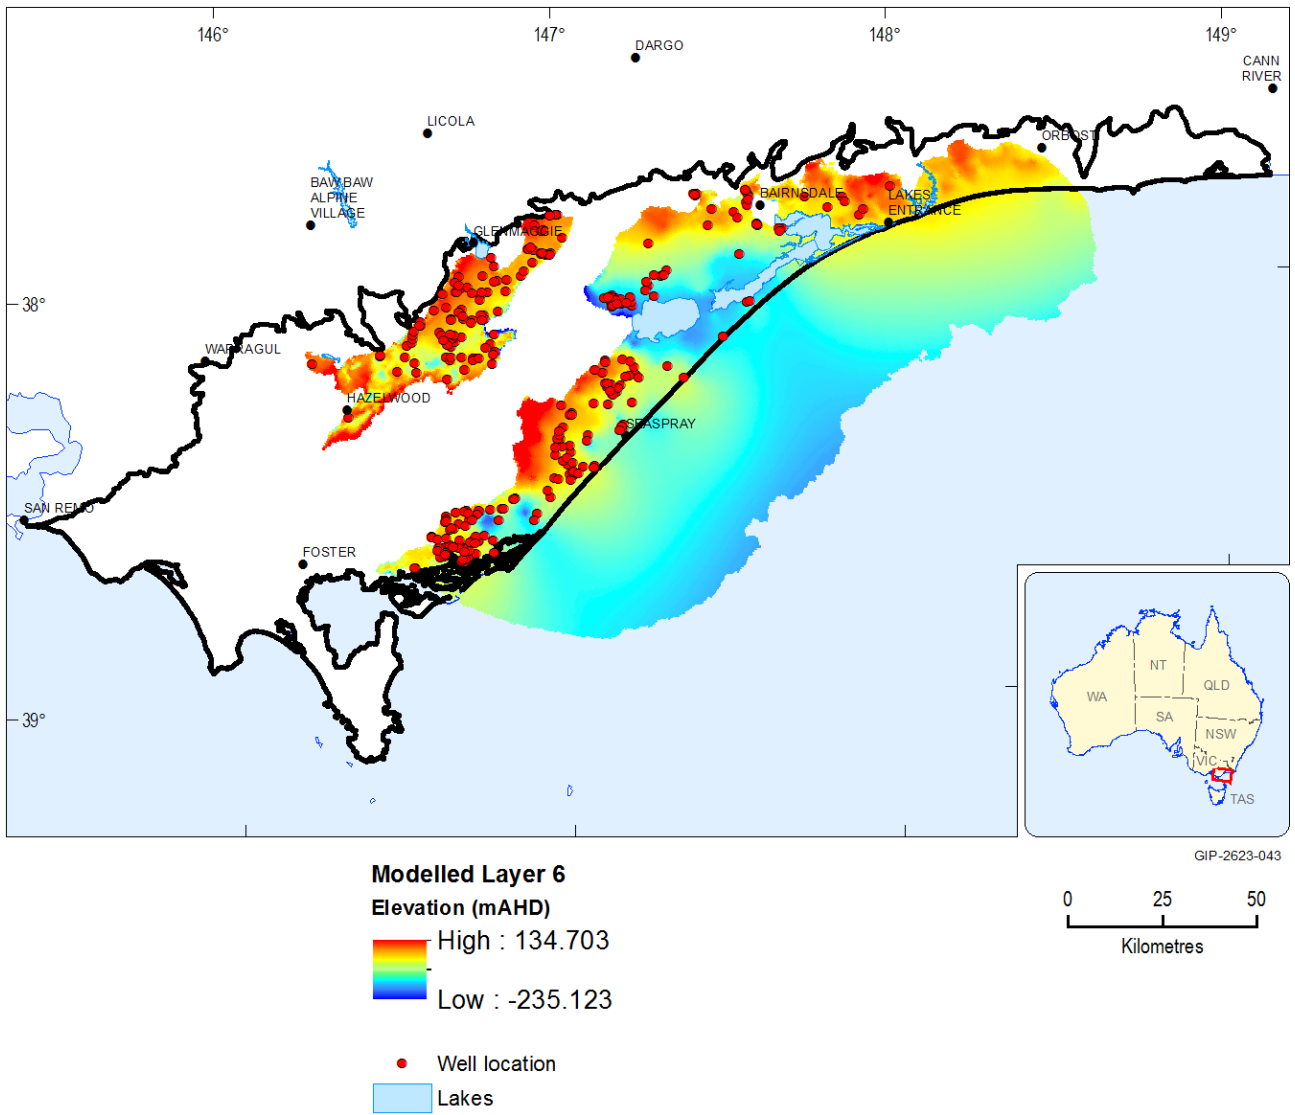 146°
147°
148°
149°
DARGO
CANN
RIVER
LICOLA
ORBOST
BAW BAW
ALPINE
VILLAGE
BAIRNSDALE
LAKES
ENTRANCE
GLENMAGGIE
38°
WARRAGUL
HAZELWOOD
SEASPRAY
SAN REMO
FOSTER
39°
NT
QLD
WA
SA
NSW
VIC
TAS
GIP-2623-043
Modelled Layer 6
Elevation (mAHD)
High : 134.703
Low : -235.123
0 25 50
Kilometres
Well location
Lakes